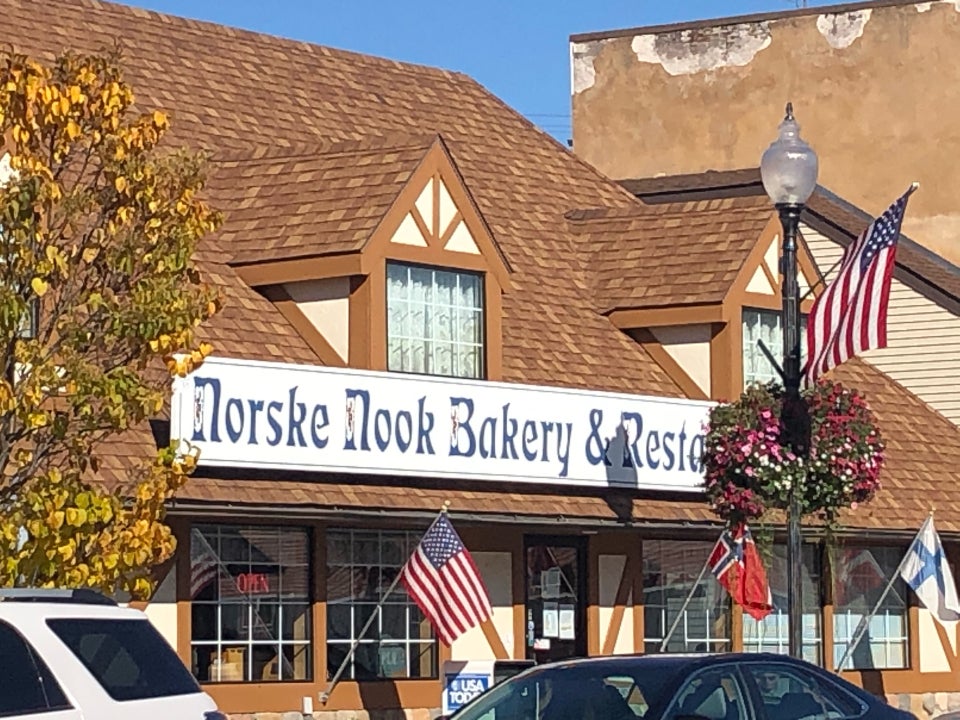 Norske Nook Bakery & Resta
OPEN
USA
TODAY